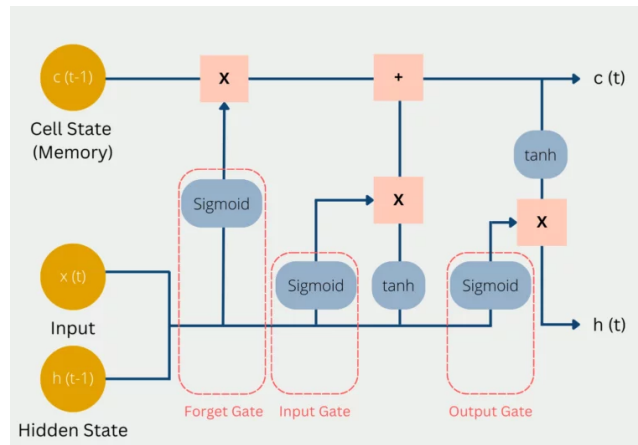 c (t-1)
X
+
c (t)
Cell State
(Memory)
tanh
Sigmoid
X
X
x (t)
Sigmoid
tanh
Sigmoid
Input
h (t)
h (t-1)
Forget Gate
Input Gate
Output Gate
Hidden State